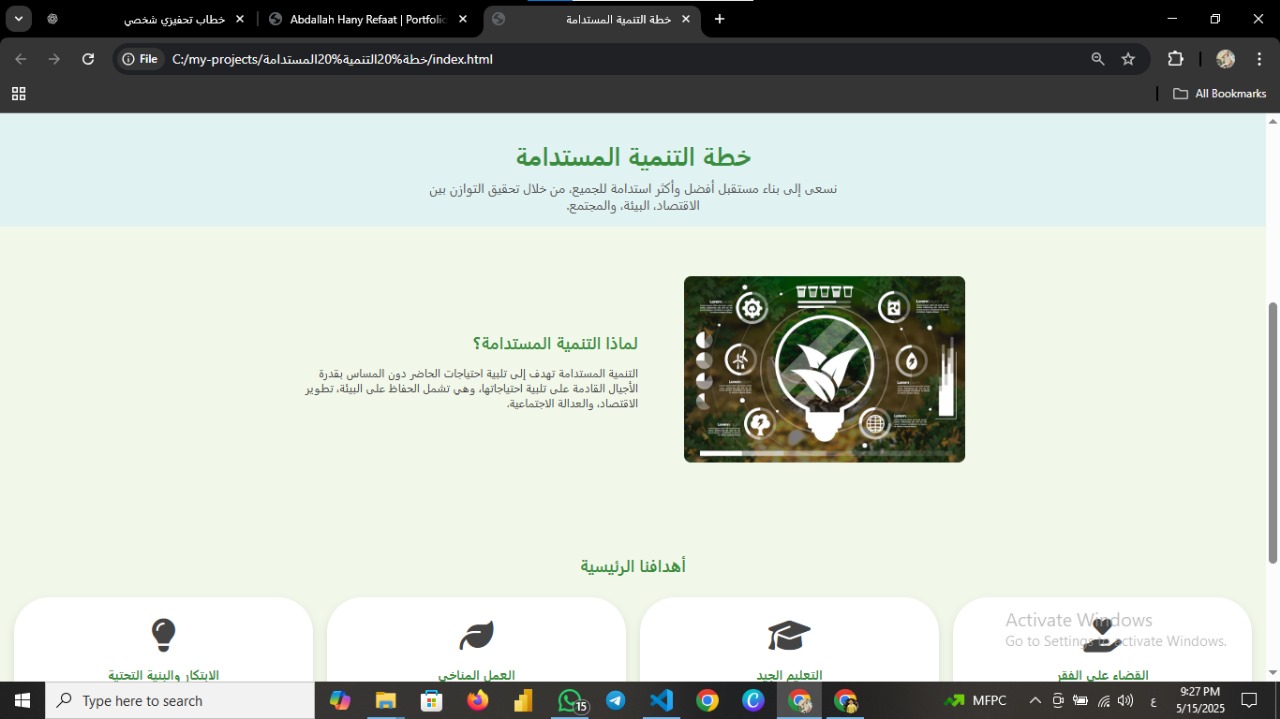 خطاب تحفيزي شخصي
Abdallah Hany Refaat | Portfolio
خطة التنمية المستدامة
File
C:/my-projects/خطة%20التنمية%20المستدامة/index.html
All Bookmarks
خطة التنمية المستدامة
نسعى إلى بناء مستقبل أفضل وأكثر استدامة للجميع، من خلال تحقيق التوازن بين
الاقتصاد، البيئة، والمجتمع.
لماذا التنمية المستدامة؟
التنمية المستدامة تهدف إلى تلبية احتياجات الحاضر دون المساس بقدرة
الأجيال القادمة على تلبية احتياجاتها، وهي تشمل الحفاظ على البيئة، تطوير
الاقتصاد، والعدالة الاجتماعية.
أهدافنا الرئيسية
القضاء على الفقر
التعليم الجيد
العمل المناخي
الابتكار والبنية التحتية
Activate Windows
Go to Settings to activate Windows.
Type here to search
15
MFPC
ع
9:27 PM
5/15/2025